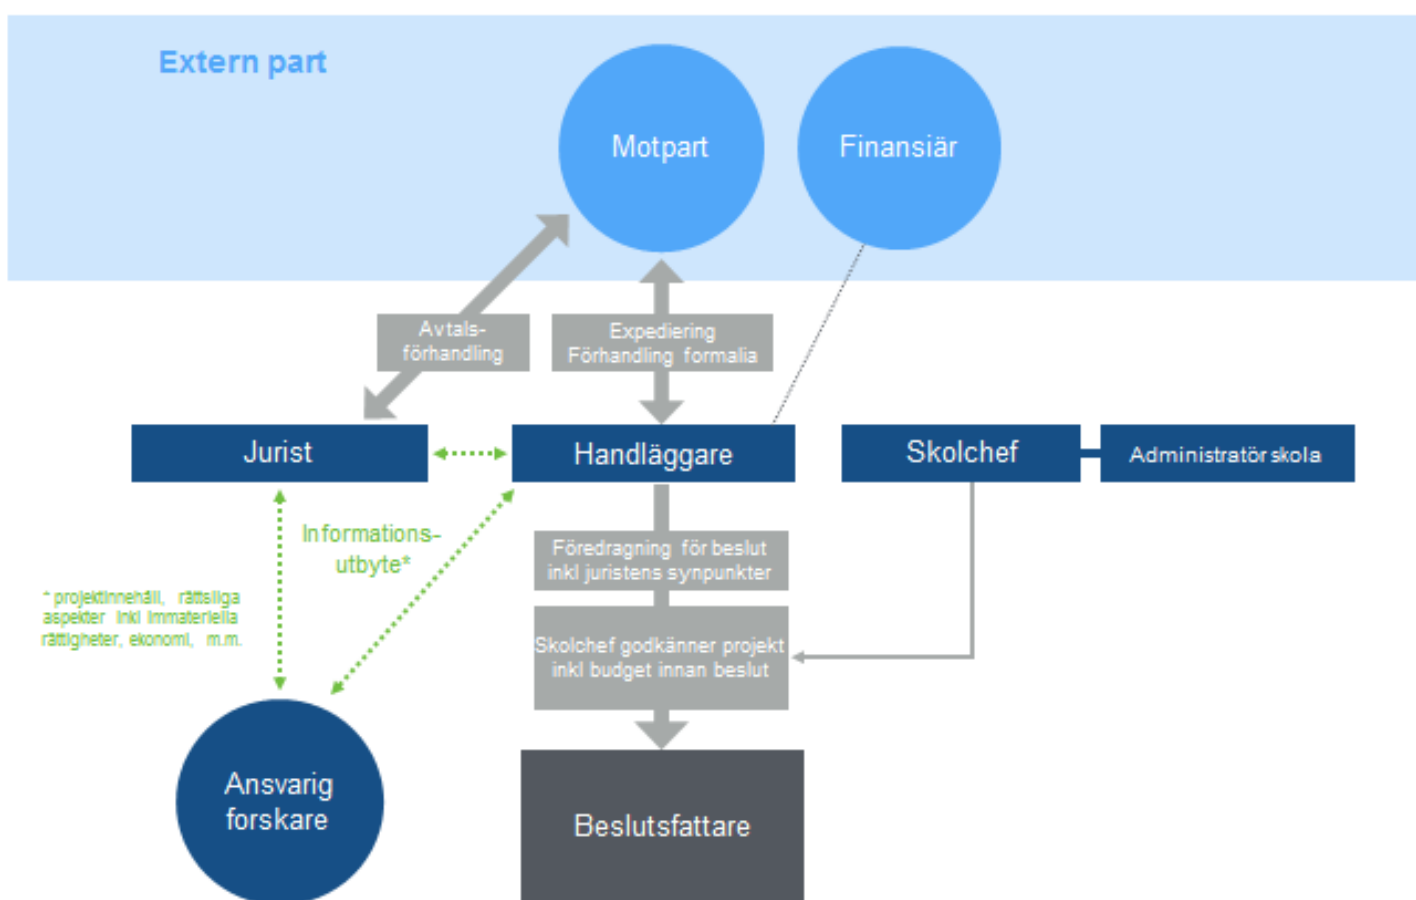 Extern part
Motpart
Finansiär
Avtals-
förhandling
Expediering
Förhandling formalia
Jurist
Handläggare
Skolchef
Administratör skola
Informations-
utbyte*
* projektinnehåll, rättsliga
aspekter inkl immateriella
rättigheter, ekonomi, m.m.
Föredragning för beslut
inkl juristens synpunkter
Skolchef godkänner projekt
inkl budget innan beslut
Ansvarig
forskare
Beslutsfattare